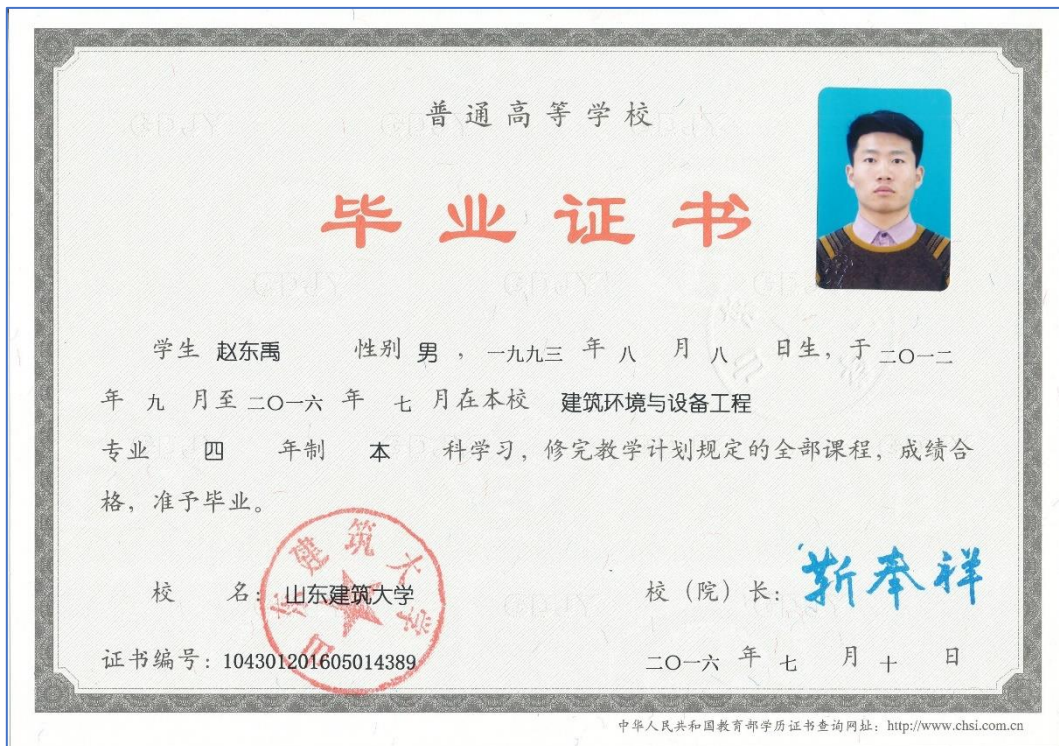 普通高等学校
毕业证书
学生 赵东禹 性别 男 ，一九九三 年 八 月 八 日生，于 二〇一二
年 九 月至 二〇一六 年 七 月在本校 建筑环境与设备工程
专业 四 年制 本 科学习，修完教学计划规定的全部课程，成绩合
格，准予毕业。
山东建筑大学
校 名：山东建筑大学 校（院）长：靳奉祥
证书编号：104301201605014389 二〇一六 年 七 月 十 日
中华人民共和国教育部学历证书查询网址：http://www.chsi.com.cn